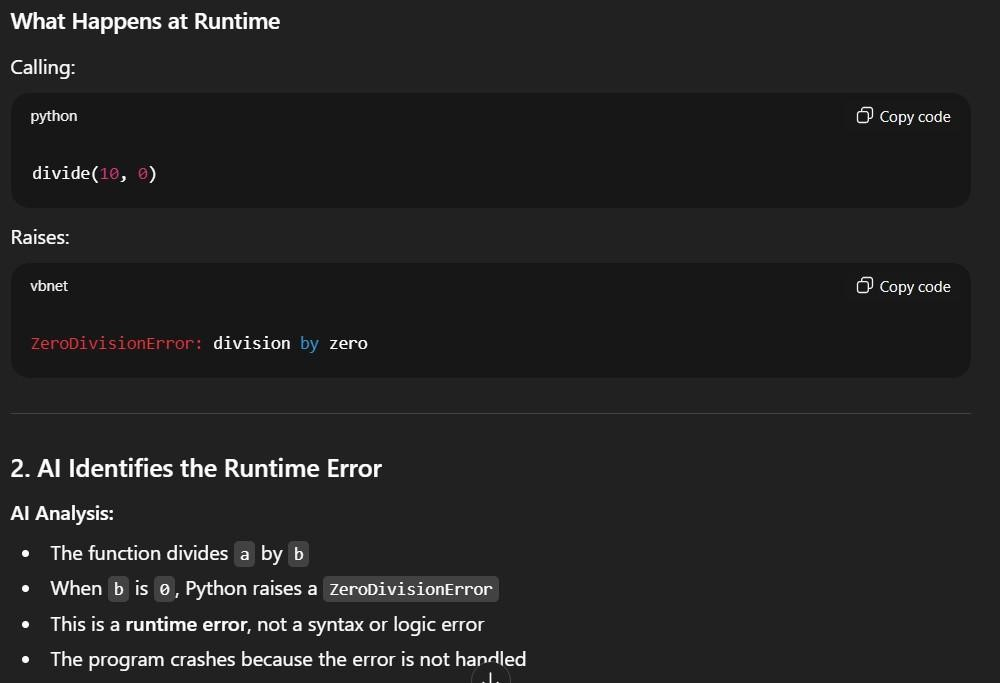 What Happens at Runtime
Calling:
python
Copy code
divide(10, 0)
Raises:
vbnet
Copy code
ZeroDivisionError: division by zero
2. AI Identifies the Runtime Error
AI Analysis:
• The function divides a by b
• When b is 0, Python raises a ZeroDivisionError
• This is a runtime error, not a syntax or logic error
• The program crashes because the error is not handled